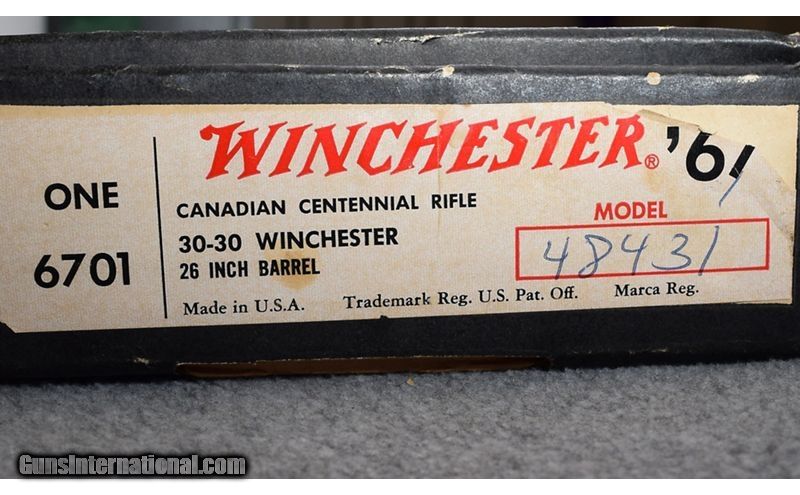 WINCHESTER® '6
ONE
6701
CANADIAN CENTENNIAL RIFLE
30-30 WINCHESTER
26 INCH BARREL
MODEL
48431
Made in U.S.A. Trademark Reg. U.S. Pat. Off. Marca Reg.
GunsInternational.com